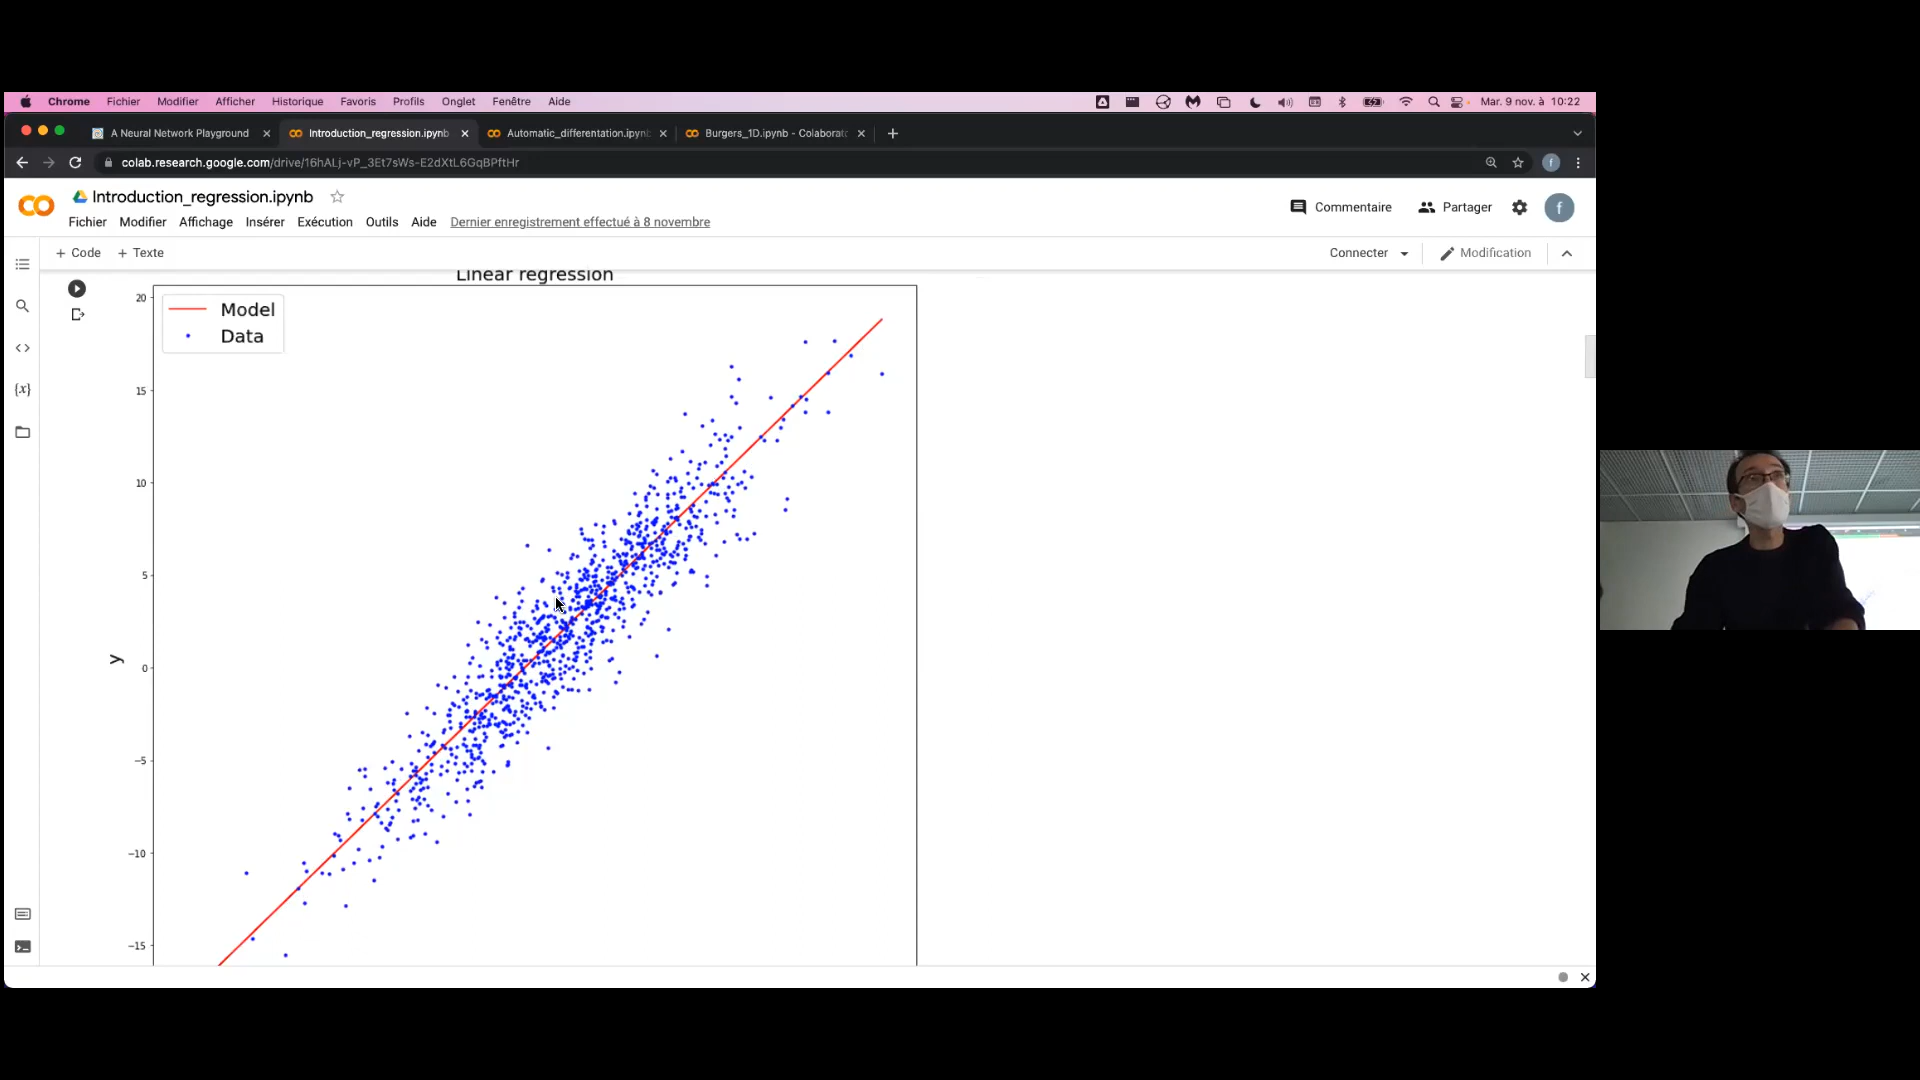 Chrome Fichier Modifier Afficher Historique Favoris Profils Onglet Fenêtre Aide Mar. 9 nov. à 10:22
A Neural Network Playground Introduction_regression.ipynb Automatic_differentation.ipynb Burgers_1D.ipynb - Colaborato
colab.research.google.com/drive/16hALj-vP_3Et7sWs-E2dXtL6GqBPftHr f
Introduction_regression.ipynb
Commentaire Partager f
Fichier Modifier Affichage Insérer Exécution Outils Aide Dernier enregistrement effectué à 8 novembre
+ Code + Texte Connecter Modification
Linear regression
20
Model
Data
15
10
5
y
0
−5
−10
−15
{x}